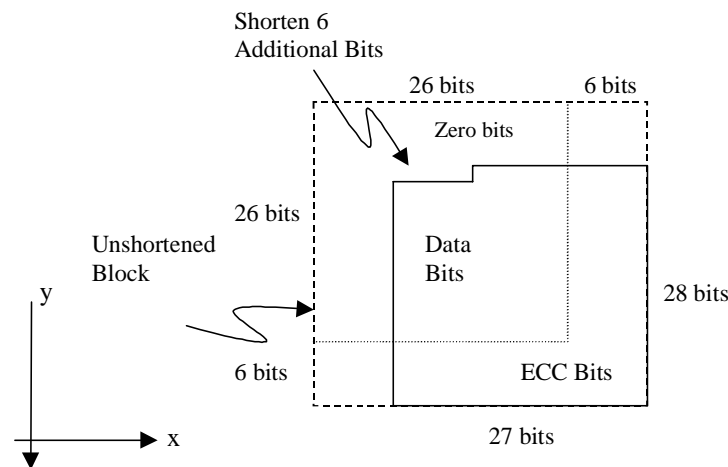 Shorten 6
Additional Bits
26 bits
6 bits
Zero bits
26 bits
Unshortened
Block
Data
Bits
y
28 bits
6 bits
ECC Bits
x
27 bits